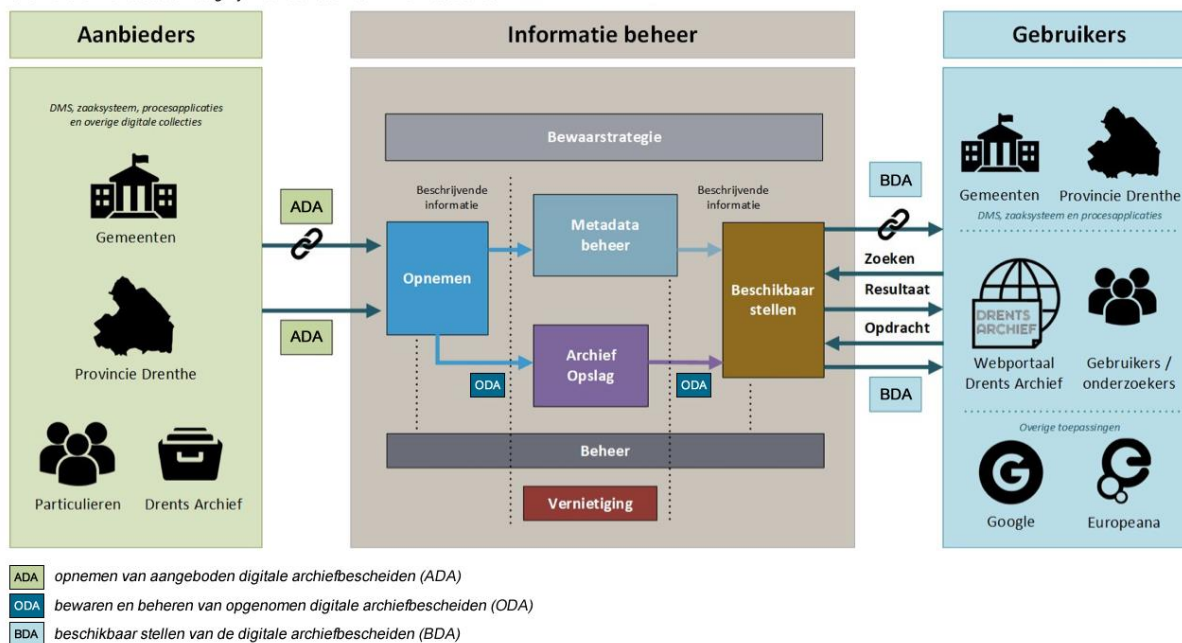 Aanbieders
Informatie beheer
Gebruikers
DMS, zaaksysteem, procesapplicaties
en overige digitale collecties
Gemeenten
Provincie Drenthe
Particulieren
Drents Archief
ADA
ADA
Bewaarstrategie
Beschrijvende
informatie
Beschrijvende
informatie
Opnemen
Metadata
beheer
Beschikbaar
stellen
Archief
Opslag
ODA
ODA
Beheer
Vernietiging
BDA
Zoeken
Resultaat
Opdracht
BDA
Gemeenten
Provincie Drenthe
DMS, zaaksysteem en procesapplicaties
DRENTS
ARCHIEF
Webportaal
Drents Archief
Gebruikers /
onderzoekers
Overige toepassingen
G
Google
Europeana
ADA opnemen van aangeboden digitale archiefbescheiden (ADA)
ODA bewaren en beheren van opgenomen digitale archiefbescheiden (ODA)
BDA beschikbaar stellen van de digitale archiefbescheiden (BDA)